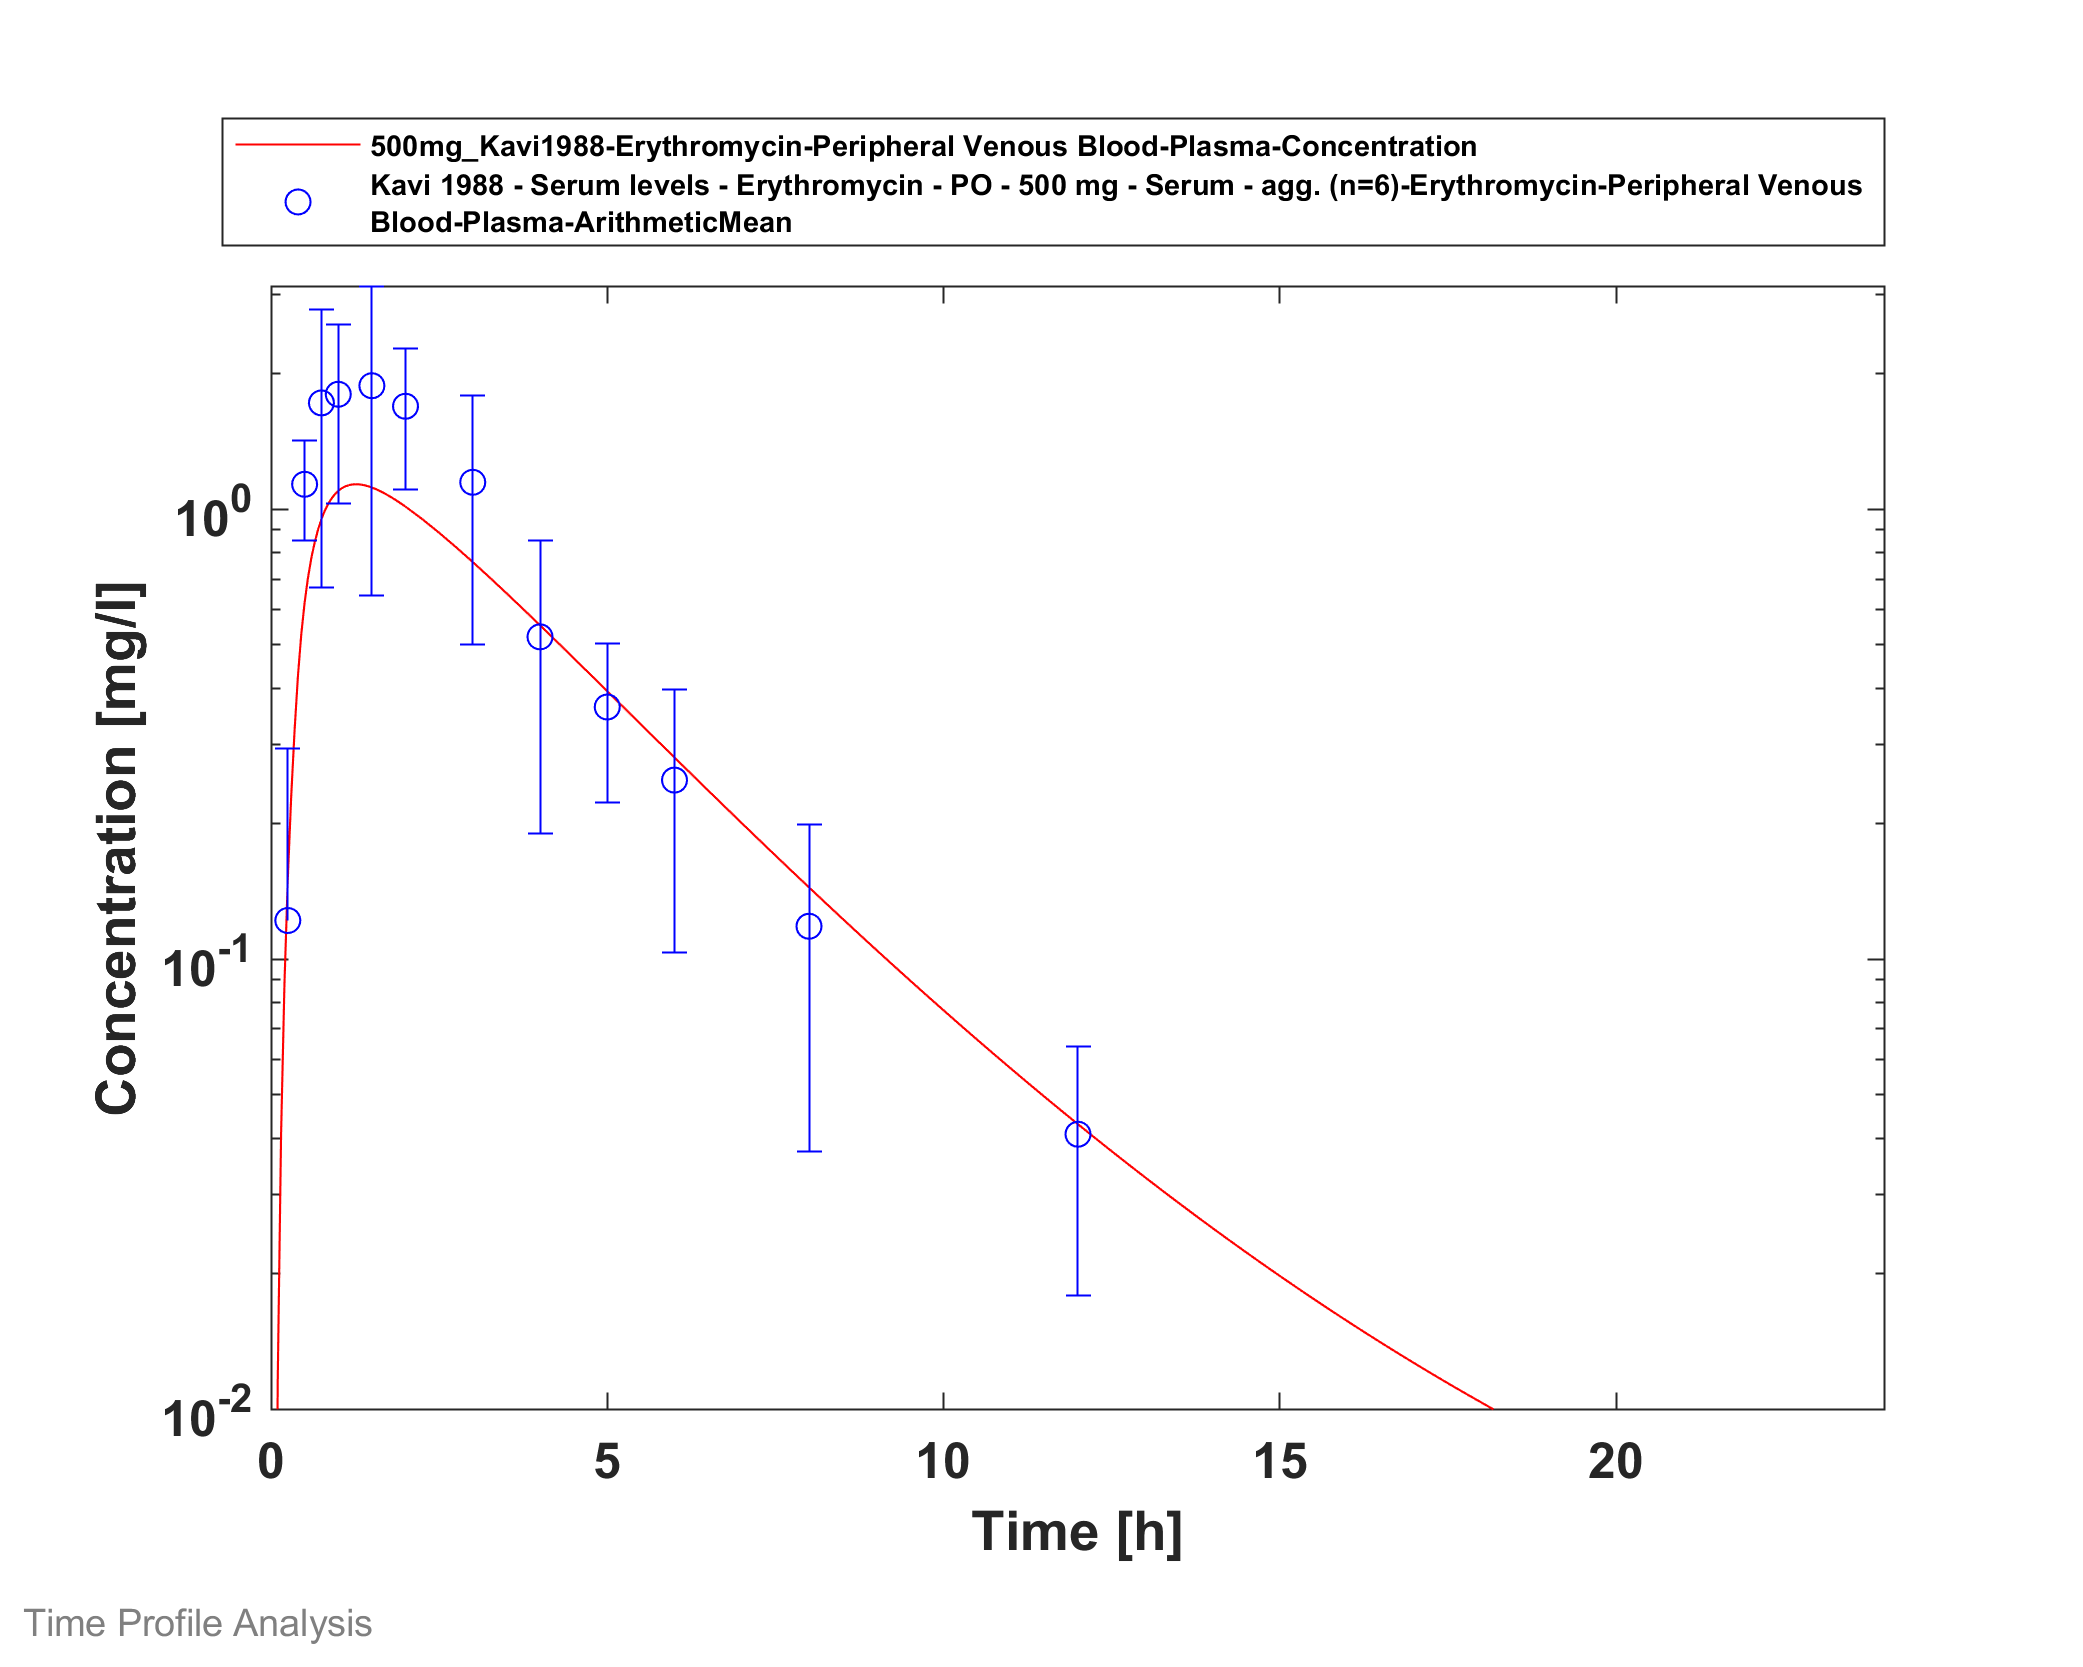 500mg_Kavi1988-Erythromycin-Peripheral Venous Blood-Plasma-Concentration
Kavi 1988 - Serum levels - Erythromycin - PO - 500 mg - Serum - agg. (n=6)-Erythromycin-Peripheral Venous
Blood-Plasma-ArithmeticMean
10^0
10^-1
10^-2
Concentration [mg/l]
0 5 10 15 20
Time [h]
Time Profile Analysis